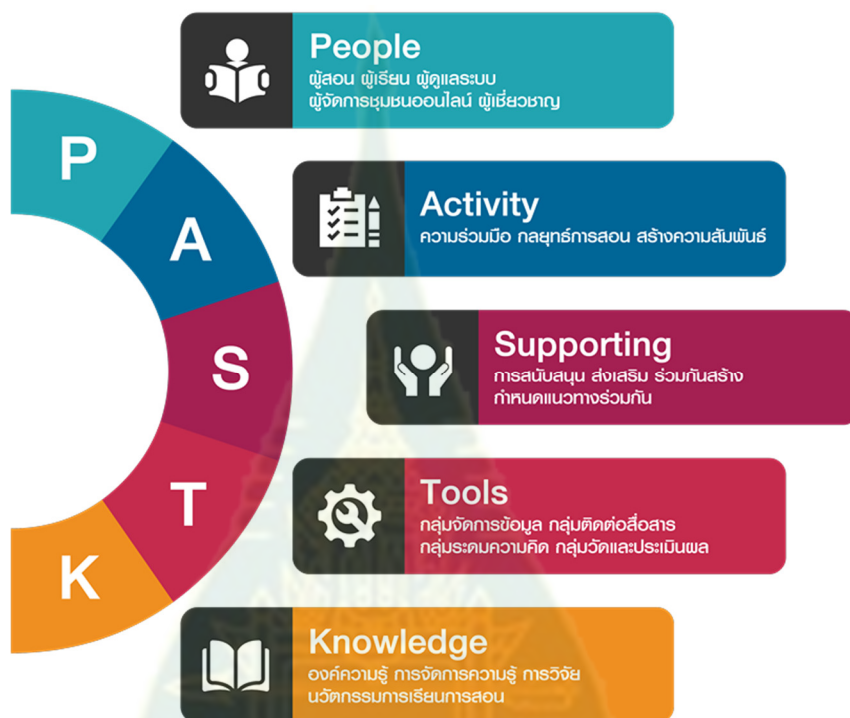 P
People
ผู้สอน ผู้เรียน ผู้ดูแลระบบ
ผู้จัดการชุมชนออนไลน์ ผู้เชี่ยวชาญ
A
Activity
ความร่วมมือ กลยุทธ์การสอน สร้างความสัมพันธ์
S
Supporting
การสนับสนุน ส่งเสริม ร่วมกันสร้าง
กำหนดแนวทางร่วมกัน
T
Tools
กลุ่มจัดการข้อมูล กลุ่มติดต่อสื่อสาร
กลุ่มระดมความคิด กลุ่มวัดและประเมินผล
K
Knowledge
องค์ความรู้ การจัดการความรู้ การวิจัย
นวัตกรรมการเรียนการสอน